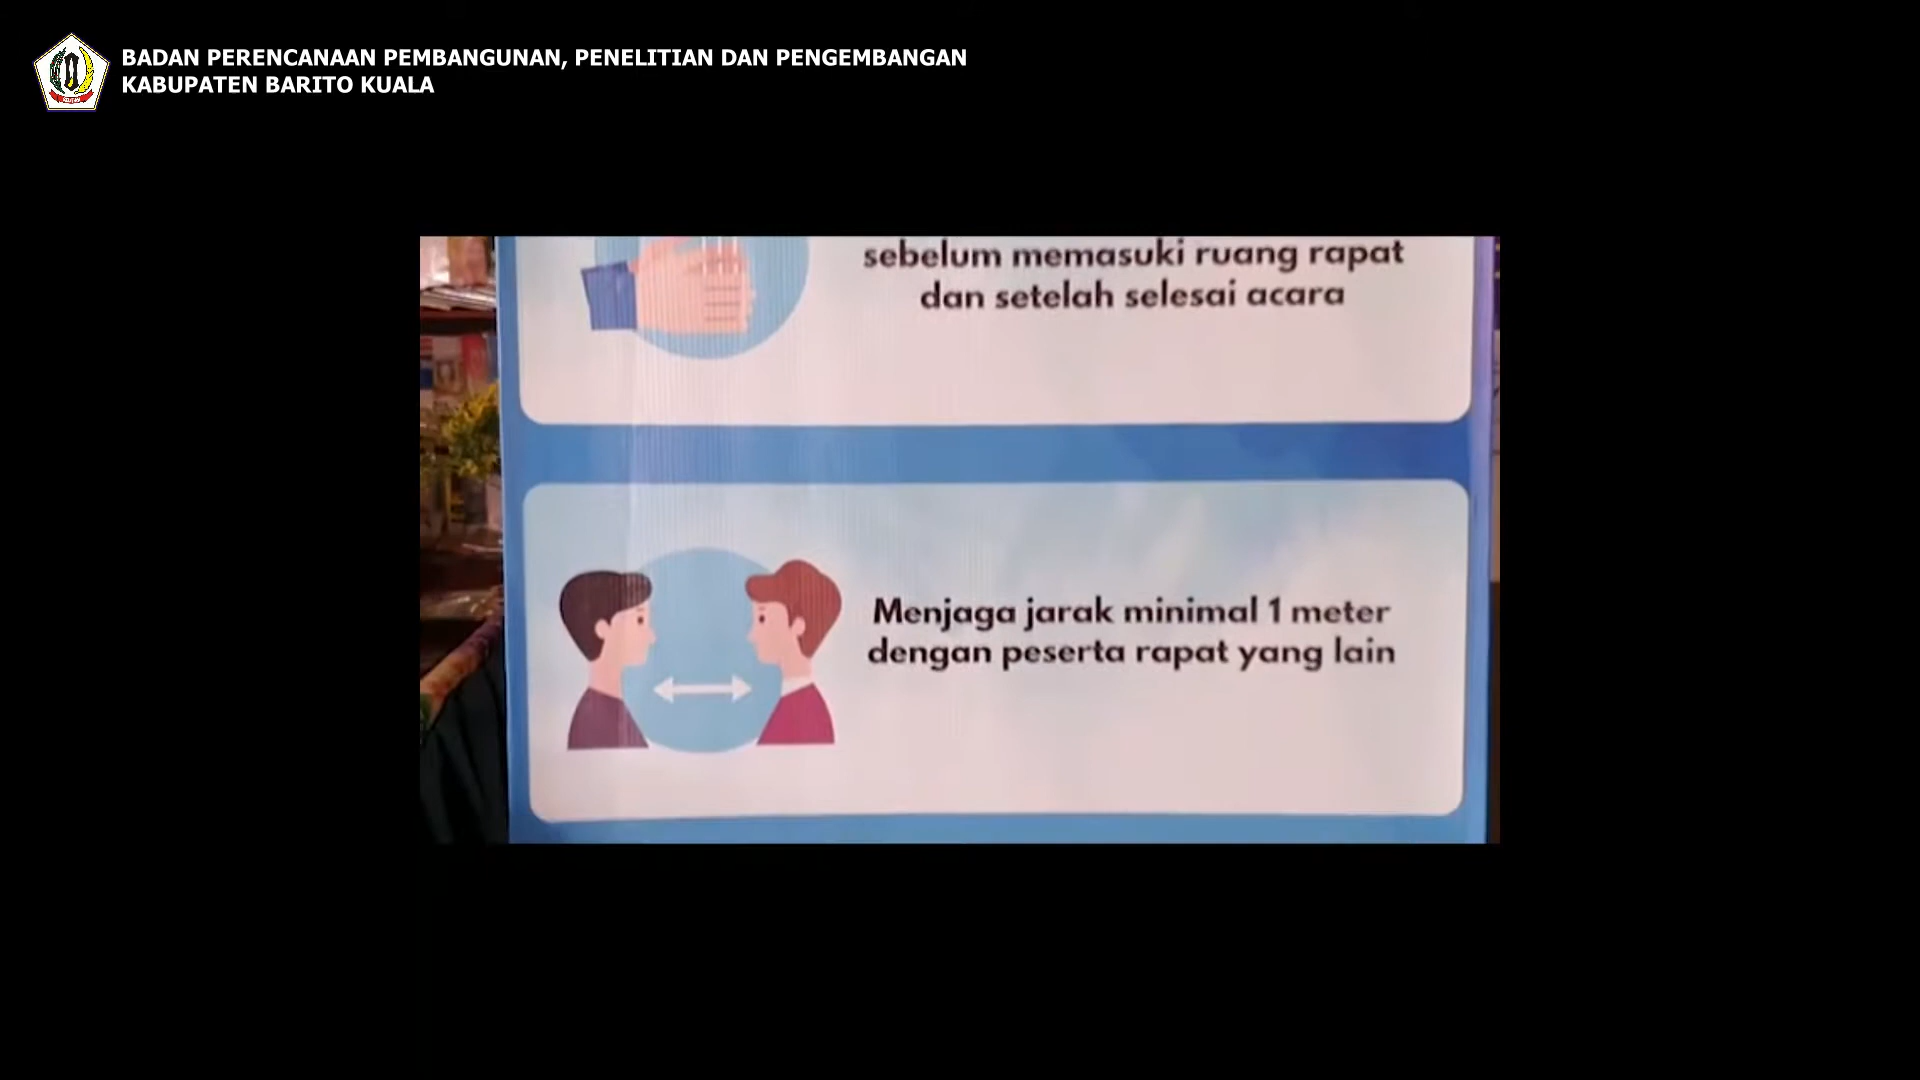 BADAN PERENCANAAN PEMBANGUNAN, PENELITIAN DAN PENGEMBANGAN
KABUPATEN BARITO KUALA
sebelum memasuki ruang rapat
dan setelah selesai acara
Menjaga jarak minimal 1 meter
dengan peserta rapat yang lain